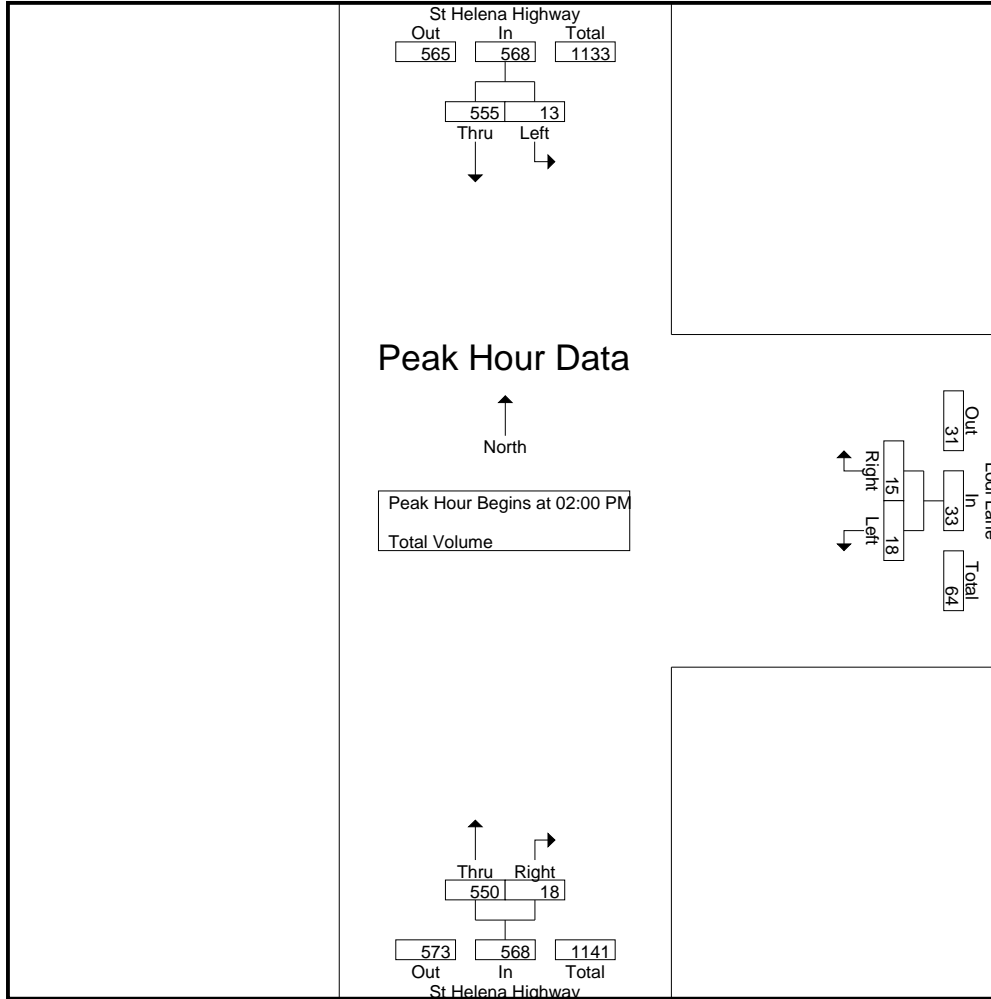 St Helena Highway
Out In Total
565 568 1133
555 13
Thru Left
Peak Hour Data
North
Peak Hour Begins at 02:00 PM
Total Volume
Out In Total
31 33 64
Right Left
15 18
Lane
Thru Right
550 18
573 568 1141
Out In Total
St Helena Highway